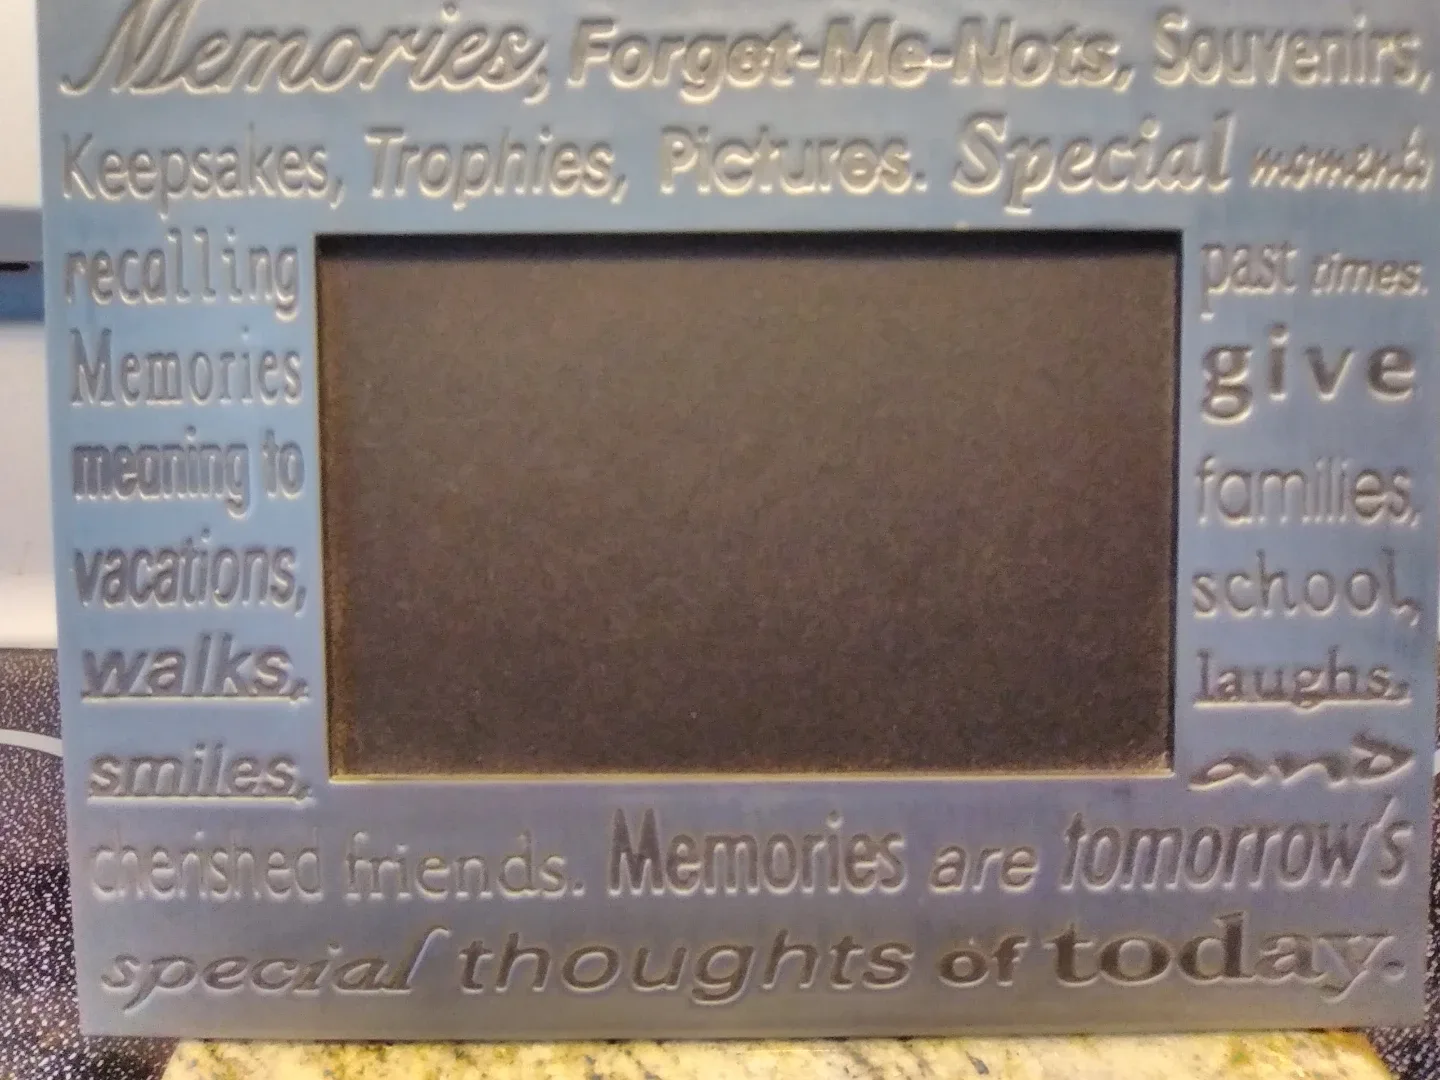 Memories, Forget-Me-Nots, Souvenirs,
Keepsakes, Trophies, Pictures. Special moments
recalling past times.
Memories give
meaning to families,
vacations, school,
walks, laughs,
smiles, and
cherished friends. Memories are tomorrow's
special thoughts of today.